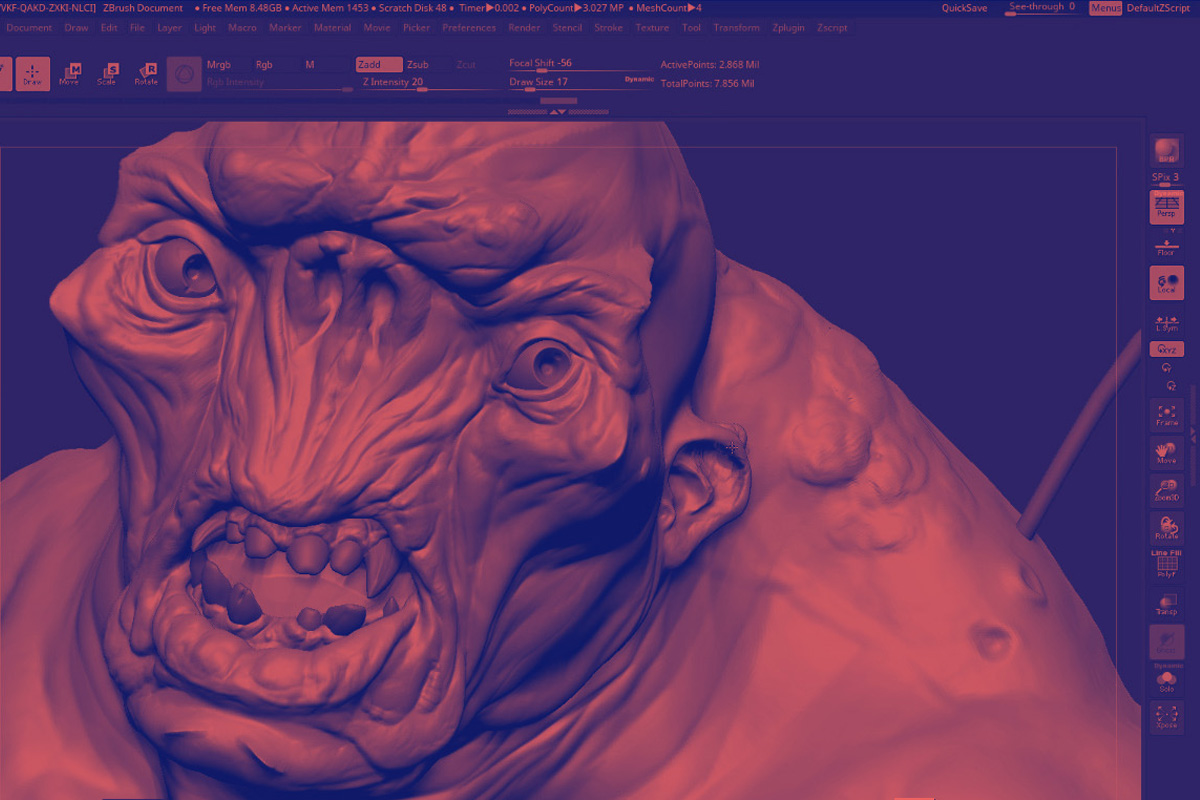 VKF-QAKD-ZXKI-NLCI] ZBrush Document • Free Mem 8.48GB • Active Mem 1453 • Scratch Disk 48 • Timer▶0.002 • PolyCount▶3.027 MP • MeshCount▶4 QuickSave See-through 0 Menus DefaultZScript
Document Draw Edit File Layer Light Macro Marker Material Movie Picker Preferences Render Stencil Stroke Texture Tool Transform Zplugin Zscript
Mrgb Rgb M Zadd Zsub Zcut Focal Shift -56 ActivePoints: 2.868 Mil
Draw Move Scale Rotate Rgb Intensity Z Intensity 20 Draw Size 17 Dynamic TotalPoints: 7.856 Mil
SPix 3
Dynamic
Persp
Floor
Local
L.Sym
XYZ
Frame
Move
Zoom3D
Rotate
Line Fill
PolyF
Transp
Dynamic
Solo
Xpose